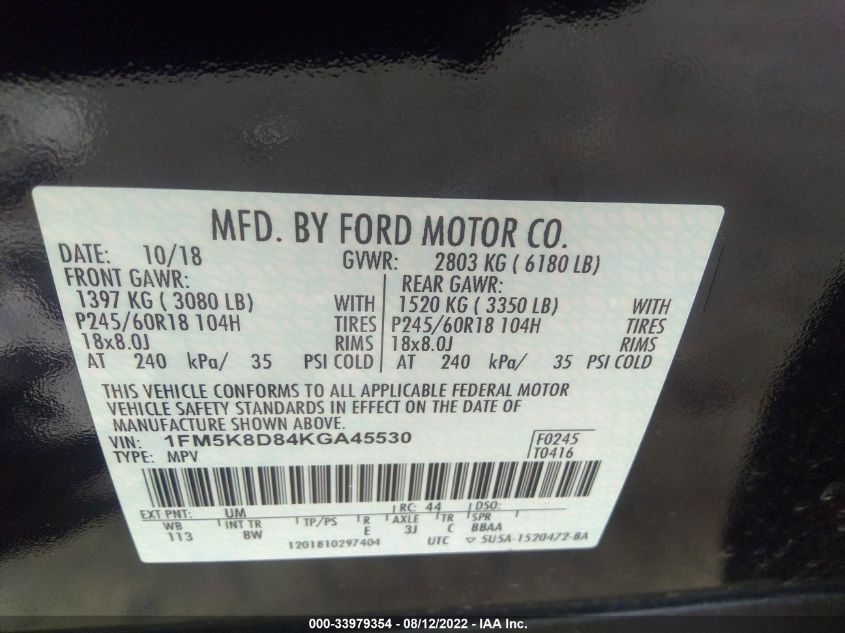 MFD. BY FORD MOTOR CO.
DATE: 10/18 GVWR: 2803 KG ( 6180 LB)
FRONT GAWR: REAR GAWR:
1397 KG ( 3080 LB) WITH 1520 KG ( 3350 LB) WITH
P245/60R18 104H TIRES P245/60R18 104H TIRES
18x8.0J RIMS 18x8.0J RIMS
AT 240 kPa/ 35 PSI COLD AT 240 kPa/ 35 PSI COLD
THIS VEHICLE CONFORMS TO ALL APPLICABLE FEDERAL MOTOR
VEHICLE SAFETY STANDARDS IN EFFECT ON THE DATE OF
MANUFACTURE SHOWN ABOVE.
VIN: 1FM5K8D84KGA45530 F0245
TYPE: MPV T0416
EXT PNT: UM RC: 44 DSO:
WB INT TR TP/PS R AXLE TR SPR
113 BW E 3J C BBAA
1201810297404 UTC ▽ 5U5A-1520472-BA
000-33979354 - 08/12/2022 - IAA Inc.